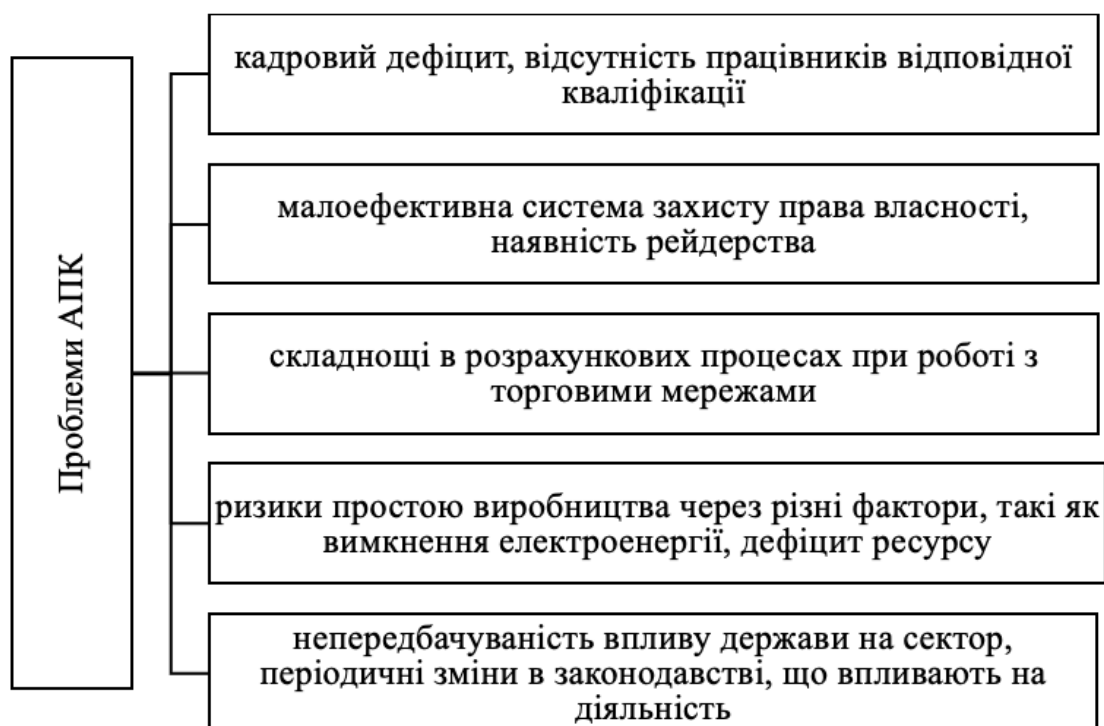 Проблеми АПК
кадровий дефіцит, відсутність працівників відповідної
кваліфікації
малоефективна система захисту права власності,
наявність рейдерства
складнощі в розрахункових процесах при роботі з
торговими мережами
ризики простою виробництва через різні фактори, такі як
вимкнення електроенергії, дефіцит ресурсу
непередбачуваність впливу держави на сектор,
періодичні зміни в законодавстві, що впливають на
діяльність